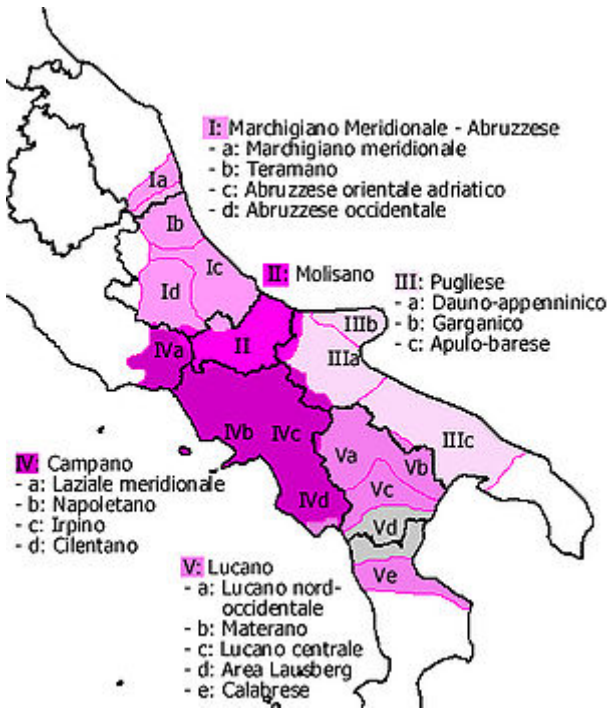 I: Marchigiano Meridionale - Abruzzese
- a: Marchigiano meridionale
- b: Teramano
- c: Abruzzese orientale adriatico
- d: Abruzzese occidentale
Ia
Ib
Ic
Id
II: Molisano
III: Pugliese
- a: Dauno-appenninico
- b: Garganico
- c: Apulo-barese
IIIb
IIIa
II
IVa
IVb
IVc
IIIc
Va
Vb
Vc
IVd
Vd
Ve
IV: Campano
- a: Laziale meridionale
- b: Napoletano
- c: Irpino
- d: Cilentano
V: Lucano
- a: Lucano nord-
occidentale
- b: Materano
- c: Lucano centrale
- d: Area Lausberg
- e: Calabrese